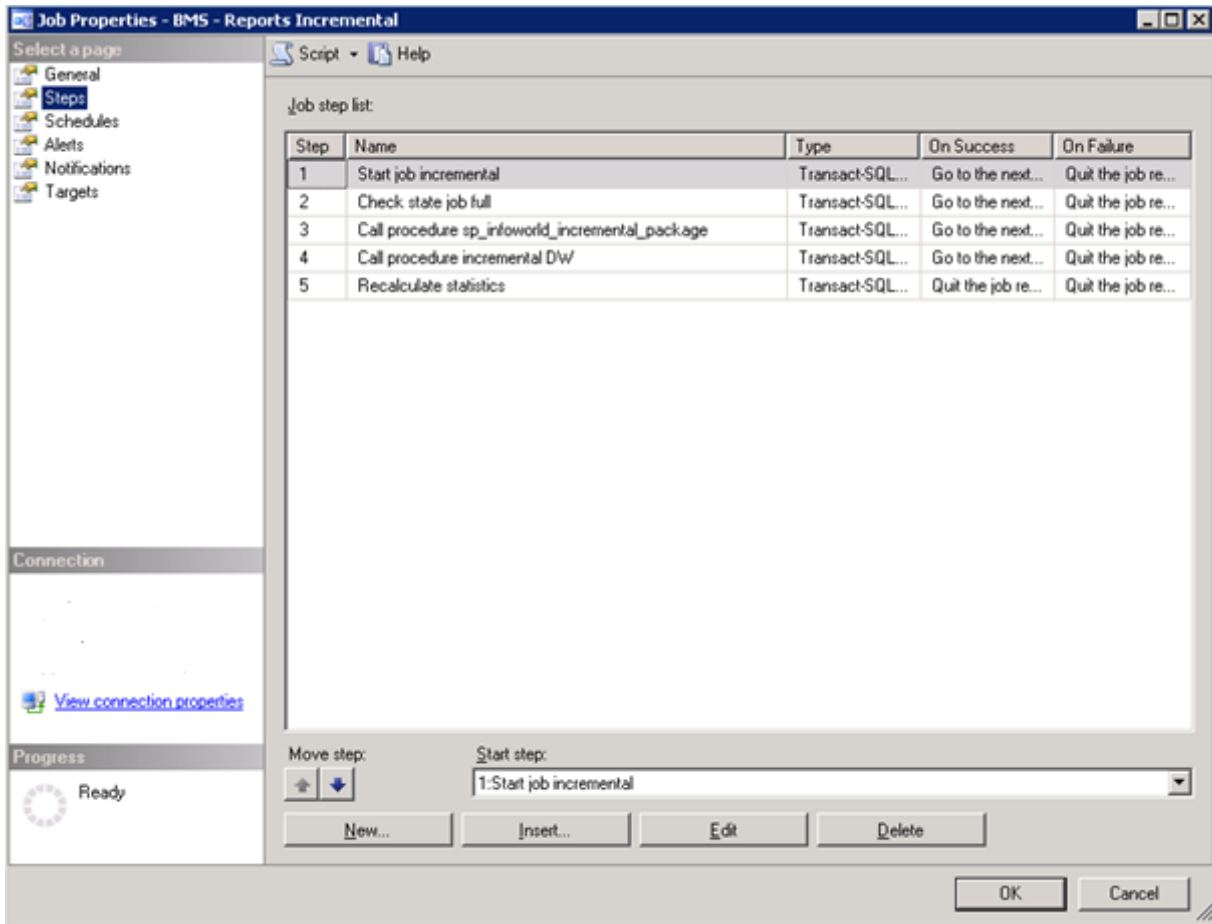 Job Properties - BMS - Reports Incremental
Select a page
General
Steps
Schedules
Alerts
Notifications
Targets
Connection
View connection properties
Progress
Ready
Script Help
Job step list:
Step Name Type On Success On Failure
1 Start job incremental Transact-SQL... Go to the next... Quit the job re...
2 Check state job full Transact-SQL... Go to the next... Quit the job re...
3 Call procedure sp_infoworld_incremental_package Transact-SQL... Go to the next... Quit the job re...
4 Call procedure incremental DW Transact-SQL... Go to the next... Quit the job re...
5 Recalculate statistics Transact-SQL... Quit the job re... Quit the job re...
Move step: Start step:
1:Start job incremental
New... Insert... Edit Delete
OK Cancel